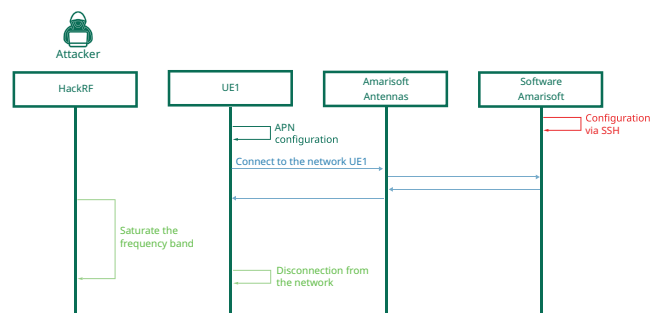 Attacker
HackRF
UE1
Amarisoft
Antennas
Software
Amarisoft
APN
configuration
Configuration
via SSH
Connect to the network UE1
Saturate the
frequency band
Disconnection from
the network